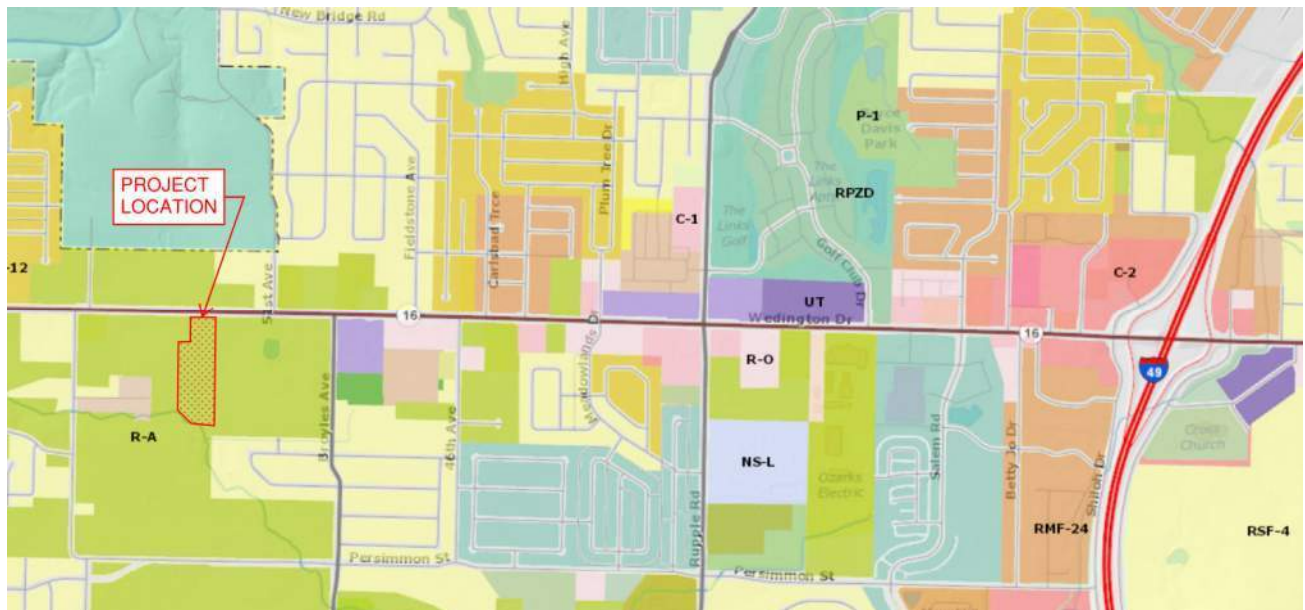 New Bridge Rd
High Ave
P-1
Davis
Park
PROJECT
LOCATION
Fieldstone Ave
Plum Tree Dr
The
Links
RPZD
C-1
Carlsbad Trce
The
Links
Golf
-12
51st Ave
Golf Club Dr
C-2
UT
16
Wedington Dr
16
Meadowlands Dr
R-O
49
R-A
Broyles Ave
46th Ave
Rupple Rd
NS-L
Ozarks
Electric
Salem Rd
Betty Jo Dr
Shiloh Dr
Cross
Church
RMF-24
RSF-4
Persimmon St
Persimmon St